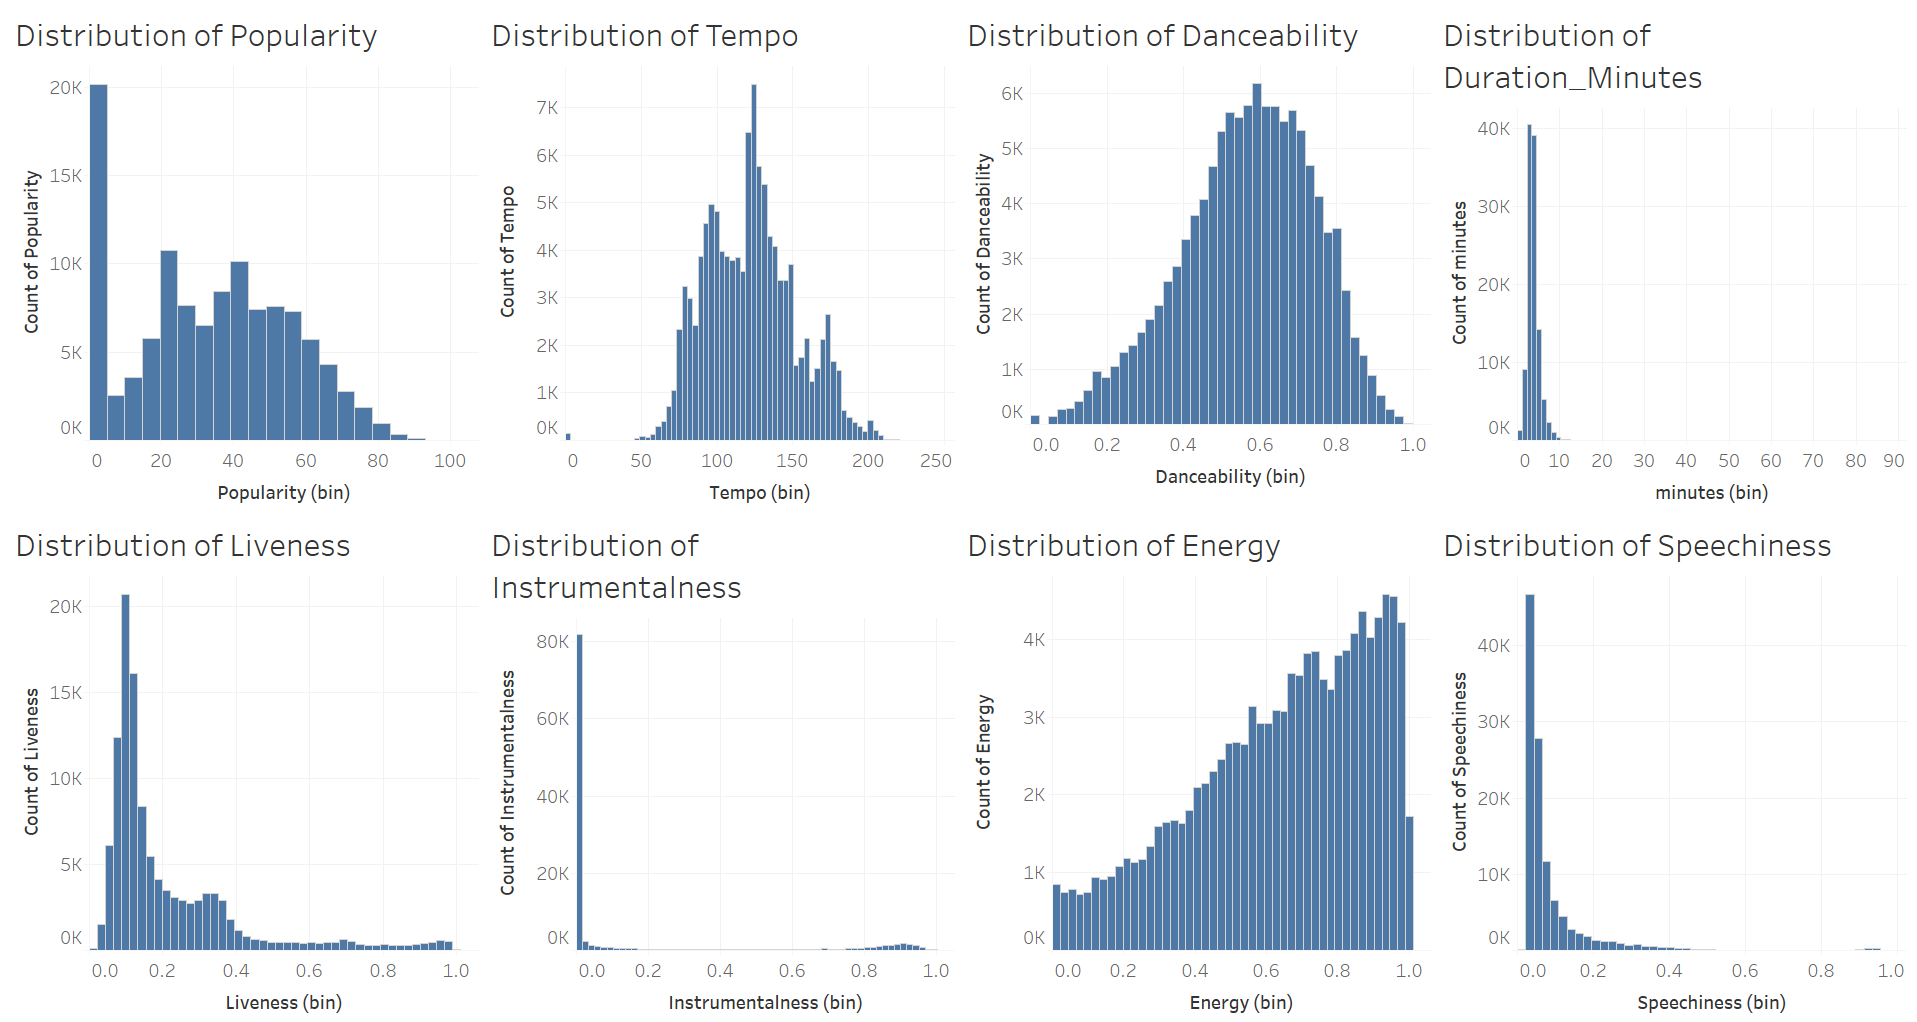 Distribution of Popularity
Count of Popularity
20K
15K
10K
5K
0K
0 20 40 60 80 100
Popularity (bin)
Distribution of Tempo
Count of Tempo
7K
6K
5K
4K
3K
2K
1K
0K
0 50 100 150 200 250
Tempo (bin)
Distribution of Danceability
Count of Danceability
6K
5K
4K
3K
2K
1K
0K
0.0 0.2 0.4 0.6 0.8 1.0
Danceability (bin)
Distribution of
Duration_Minutes
Count of minutes
40K
30K
20K
10K
0K
0 10 20 30 40 50 60 70 80 90
minutes (bin)
Distribution of Liveness
Count of Liveness
20K
15K
10K
5K
0K
0.0 0.2 0.4 0.6 0.8 1.0
Liveness (bin)
Distribution of
Instrumentalness
Count of Instrumentalness
80K
60K
40K
20K
0K
0.0 0.2 0.4 0.6 0.8 1.0
Instrumentalness (bin)
Distribution of Energy
Count of Energy
4K
3K
2K
1K
0K
0.0 0.2 0.4 0.6 0.8 1.0
Energy (bin)
Distribution of Speechiness
Count of Speechiness
40K
30K
20K
10K
0K
0.0 0.2 0.4 0.6 0.8 1.0
Speechiness (bin)